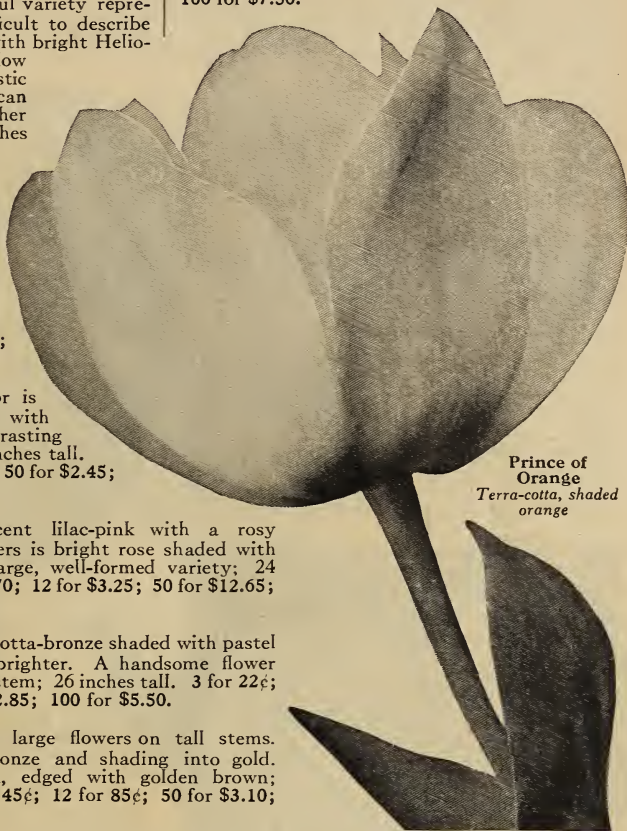 ul variety repre-
icult to describe
ith bright Helio-
ow
stic
can
her
hes
100 for $7.50.
;
or is
with
rasting
nches tall.
50 for $2.45;
Prince of
Orange
Terra-cotta, shaded
orange
cent lilac-pink with a rosy
ers is bright rose shaded with
arge, well-formed variety; 24
70; 12 for $3.25; 50 for $12.65;
otta-bronze shaded with pastel
brighter. A handsome flower
tem; 26 inches tall. 3 for 22¢;
2.85; 100 for $5.50.
large flowers on tall stems.
onze and shading into gold.
, edged with golden brown;
45¢; 12 for 85¢; 50 for $3.10;